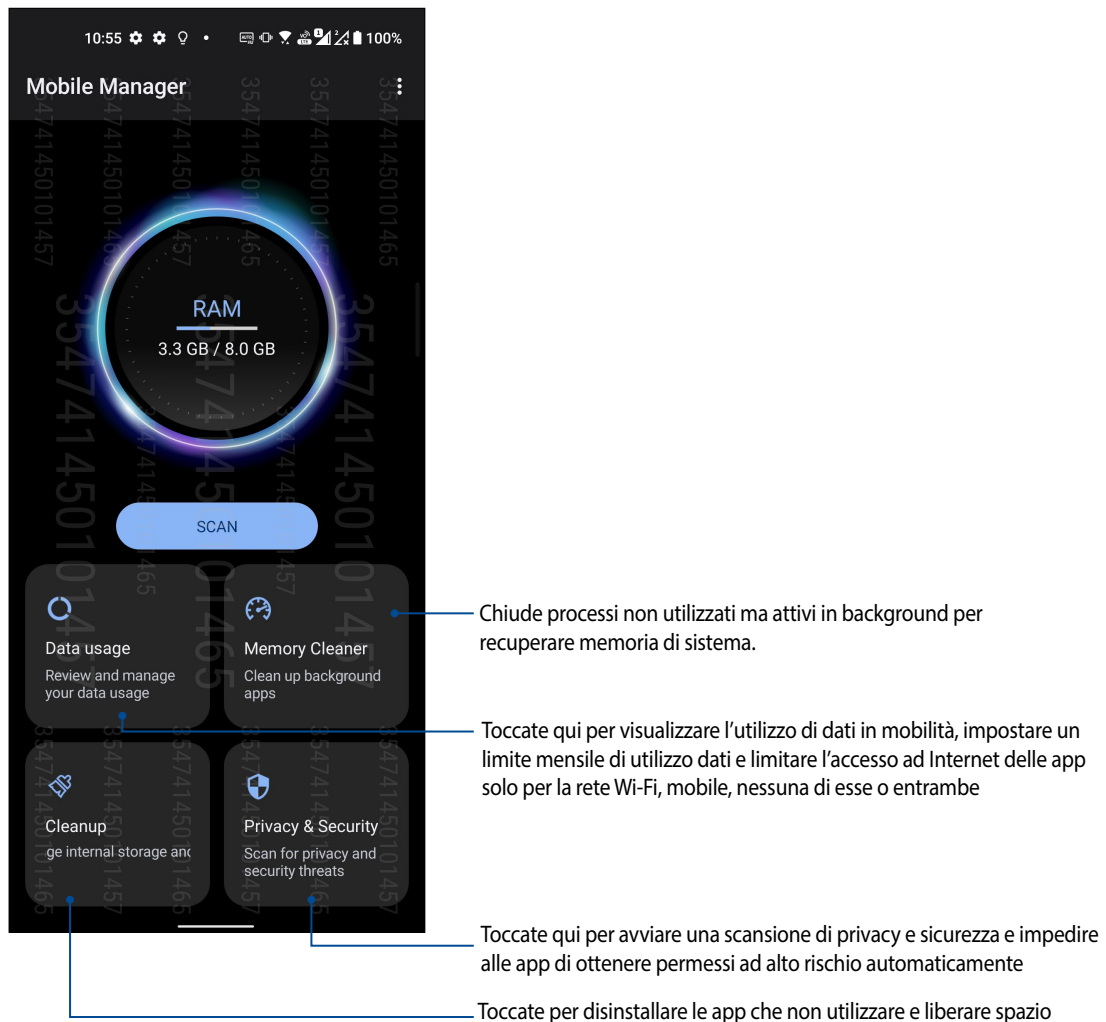 10:55 100%
Mobile Manager
RAM
3.3 GB / 8.0 GB
SCAN
Data usage
Review and manage
your data usage
Memory Cleaner
Clean up background
apps
Cleanup
ge internal storage and
Privacy & Security
Scan for privacy and
security threats
Chiude processi non utilizzati ma attivi in background per
recuperare memoria di sistema.
Toccate qui per visualizzare l'utilizzo di dati in mobilità, impostare un
limite mensile di utilizzo dati e limitare l'accesso ad Internet delle app
solo per la rete Wi-Fi, mobile, nessuna di esse o entrambe
Toccate qui per avviare una scansione di privacy e sicurezza e impedire
alle app di ottenere permessi ad alto rischio automaticamente
Toccate per disinstallare le app che non utilizzare e liberare spazio